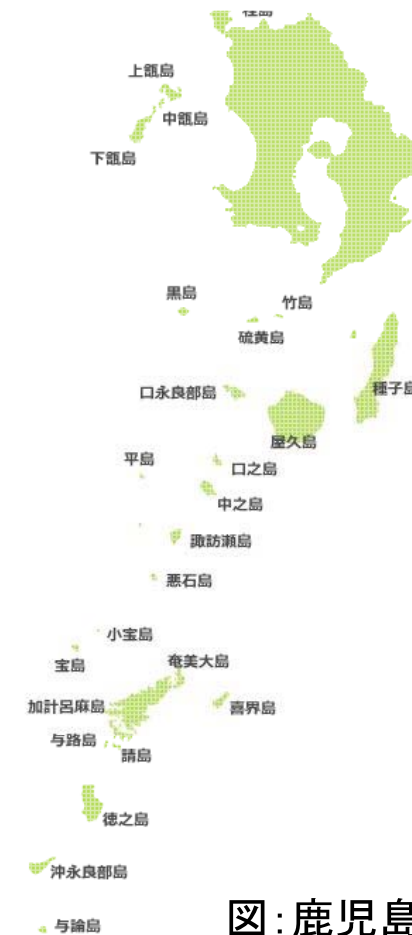 上甑島
中甑島
下甑島
黒島
竹島
硫黄島
口永良部島
種子島
屋久島
平島
口之島
中之島
諏訪瀬島
悪石島
小宝島
宝島
奄美大島
加計呂麻島
喜界島
与路島
請島
徳之島
沖永良部島
与論島
図:鹿児島